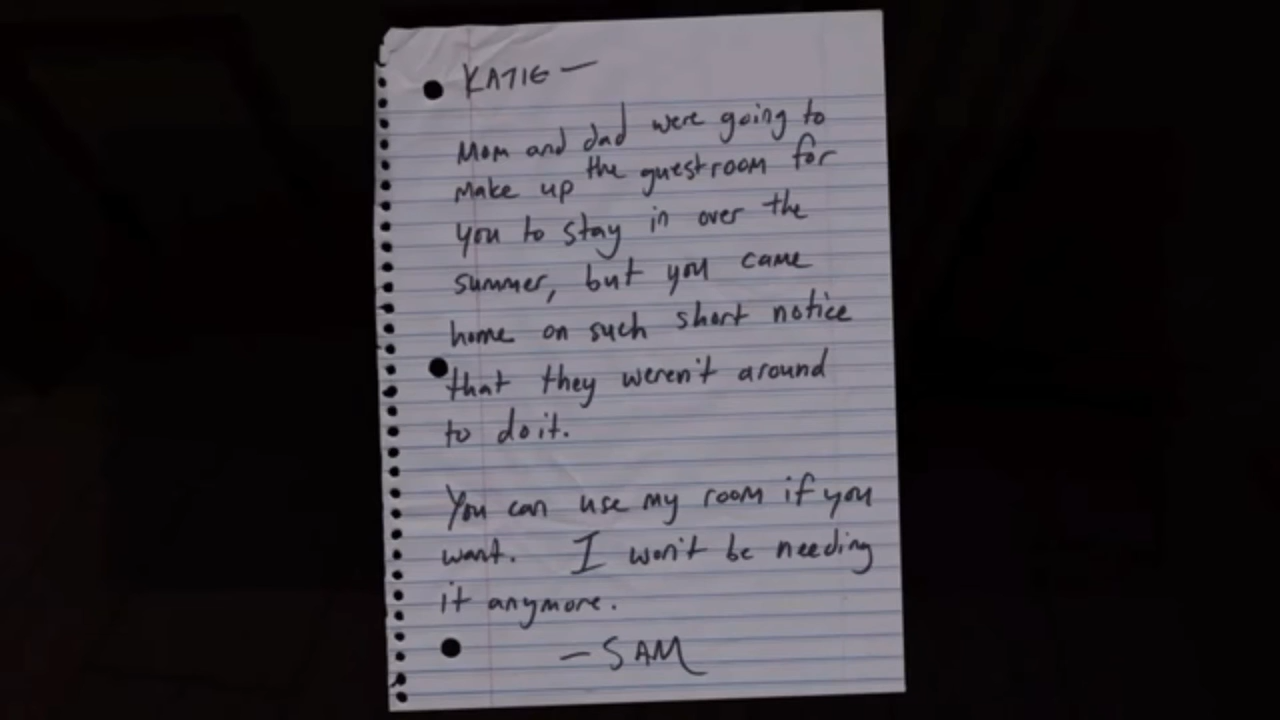 KATIE —
Mom and dad were going to
make up the guestroom for
you to stay in over the
summer, but you came
home on such short notice
that they weren't around
to do it.
You can use my room if you
want. I won't be needing
it anymore.
— SAM